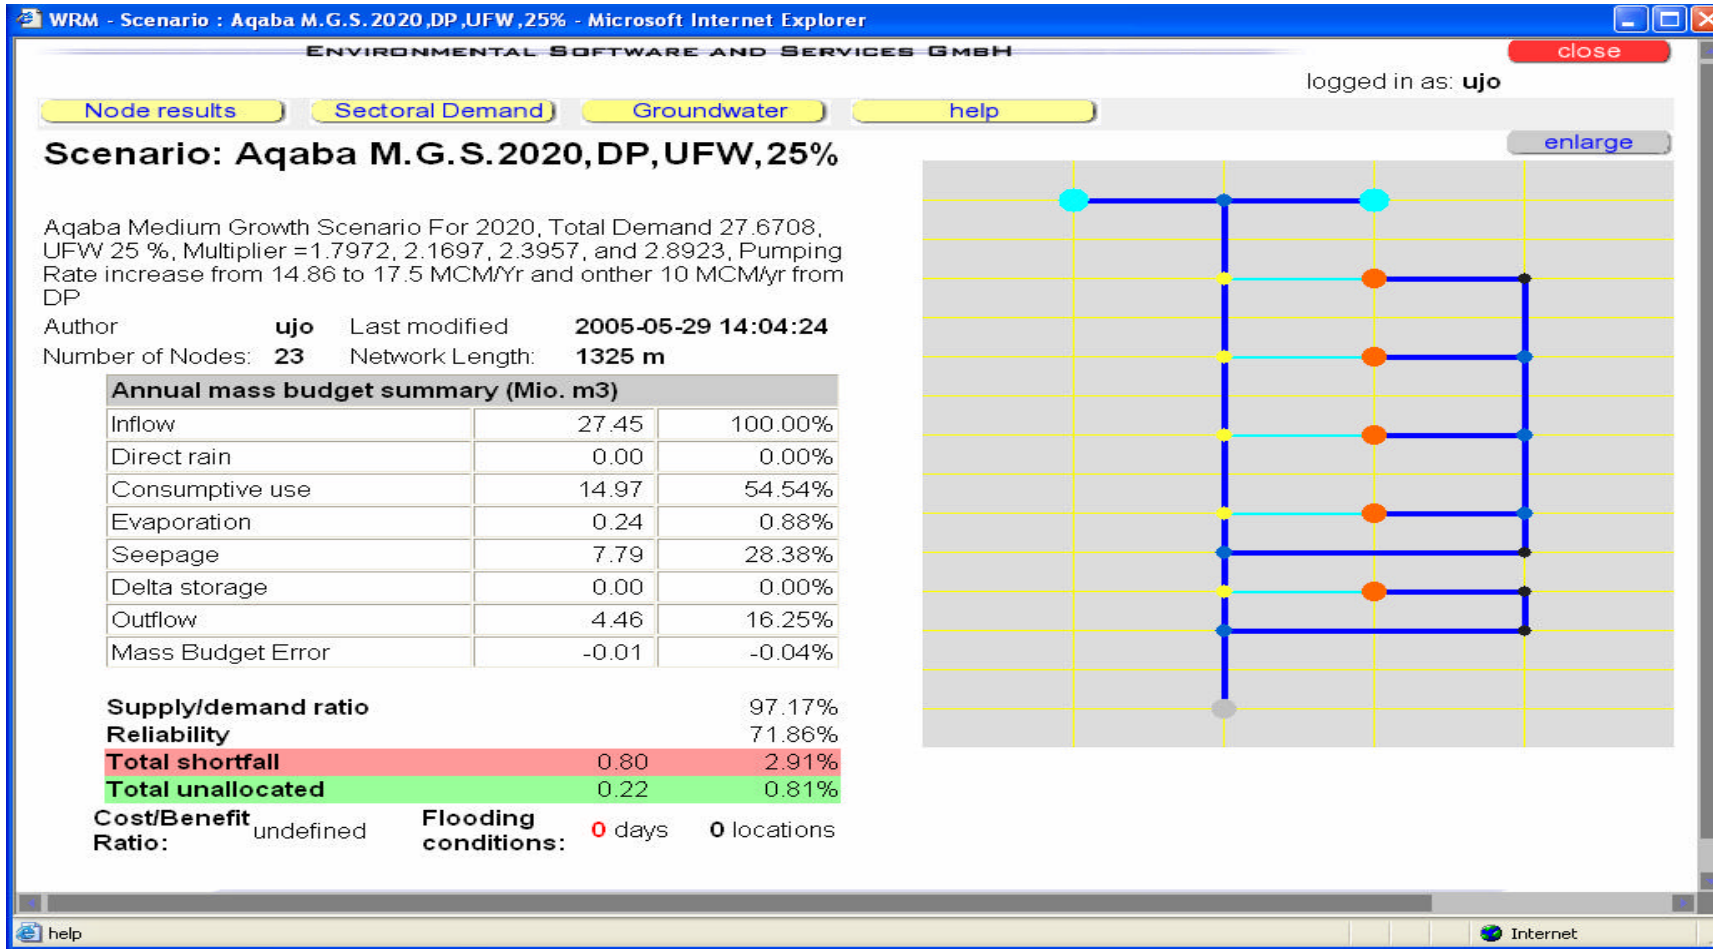 WRM - Scenario : Aqaba M.G.S.2020,DP,UFW,25% - Microsoft Internet Explorer
ENVIRONMENTAL SOFTWARE AND SERVICES GMBH
close
logged in as: ujo
Node results Sectoral Demand Groundwater help
enlarge
Scenario: Aqaba M.G.S.2020,DP,UFW,25%
Aqaba Medium Growth Scenario For 2020, Total Demand 27.6708,
UFW 25 %, Multiplier =1.7972, 2.1697, 2.3957, and 2.8923, Pumping
Rate increase from 14.86 to 17.5 MCM/Yr and onther 10 MCM/yr from
DP
Author ujo Last modified 2005-05-29 14:04:24
Number of Nodes: 23 Network Length: 1325 m
Annual mass budget summary (Mio. m3)
Inflow 27.45 100.00%
Direct rain 0.00 0.00%
Consumptive use 14.97 54.54%
Evaporation 0.24 0.88%
Seepage 7.79 28.38%
Delta storage 0.00 0.00%
Outflow 4.46 16.25%
Mass Budget Error -0.01 -0.04%
Supply/demand ratio 97.17%
Reliability 71.86%
Total shortfall 0.80 2.91%
Total unallocated 0.22 0.81%
Cost/Benefit Ratio: undefined Flooding conditions: 0 days 0 locations
help Internet